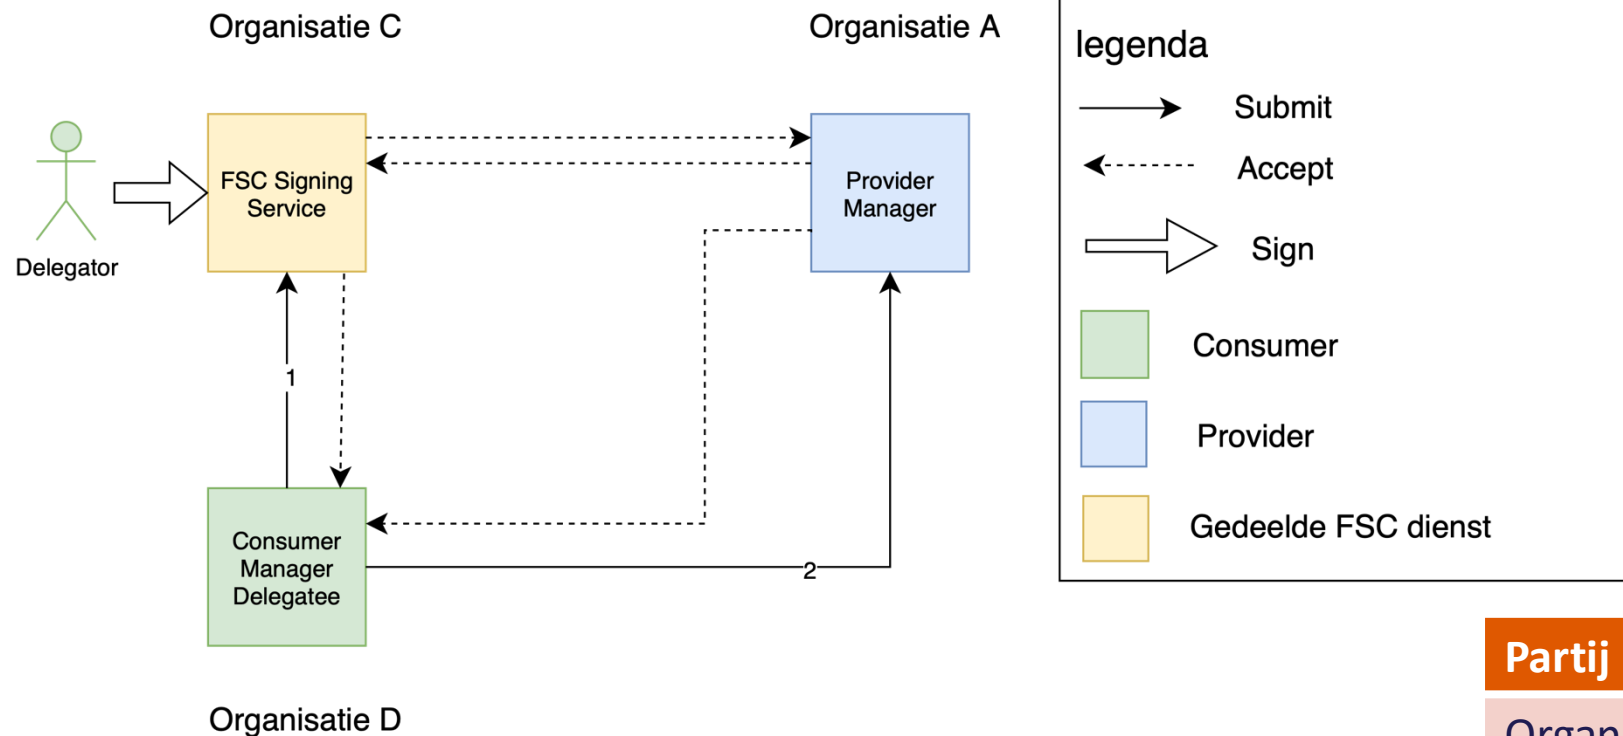 Organisatie C
Organisatie A
legenda
Submit
Accept
Sign
Consumer
Provider
Gedeelde FSC dienst
Delegator
FSC Signing
Service
Provider
Manager
1
2
Consumer
Manager
Delegatee
Organisatie D
Partij